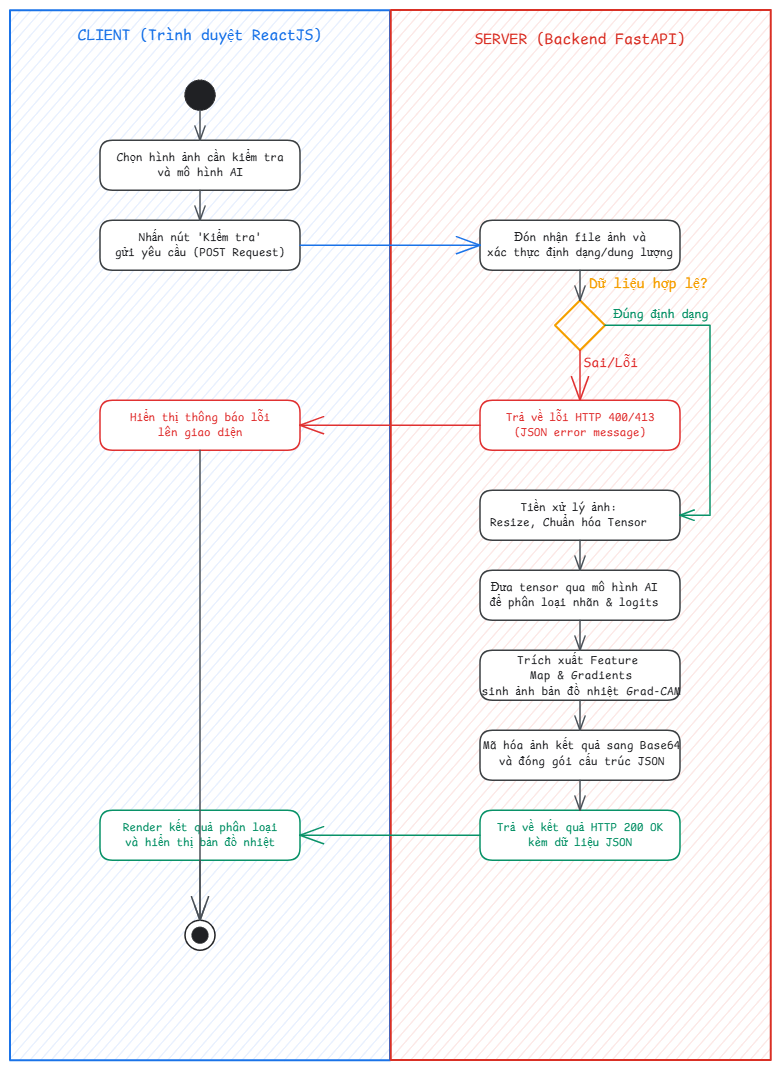 CLIENT (Trình duyệt ReactJS)
SERVER (Backend FastAPI)
Chọn hình ảnh cần kiểm tra
và mô hình AI
Nhấn nút 'Kiểm tra'
gửi yêu cầu (POST Request)
Đón nhận file ảnh và
xác thực định dạng/dung lượng
Dữ liệu hợp lệ?
Đúng định dạng
Sai/Lỗi
Hiển thị thông báo lỗi
lên giao diện
Trả về lỗi HTTP 400/413
(JSON error message)
Tiền xử lý ảnh:
Resize, Chuẩn hóa Tensor
Đưa tensor qua mô hình AI
để phân loại nhãn & logits
Trích xuất Feature
Map & Gradients
sinh ảnh bản đồ nhiệt Grad-CAM
Mã hóa ảnh kết quả sang Base64
và đóng gói cấu trúc JSON
Render kết quả phân loại
và hiển thị bản đồ nhiệt
Trả về kết quả HTTP 200 OK
kèm dữ liệu JSON